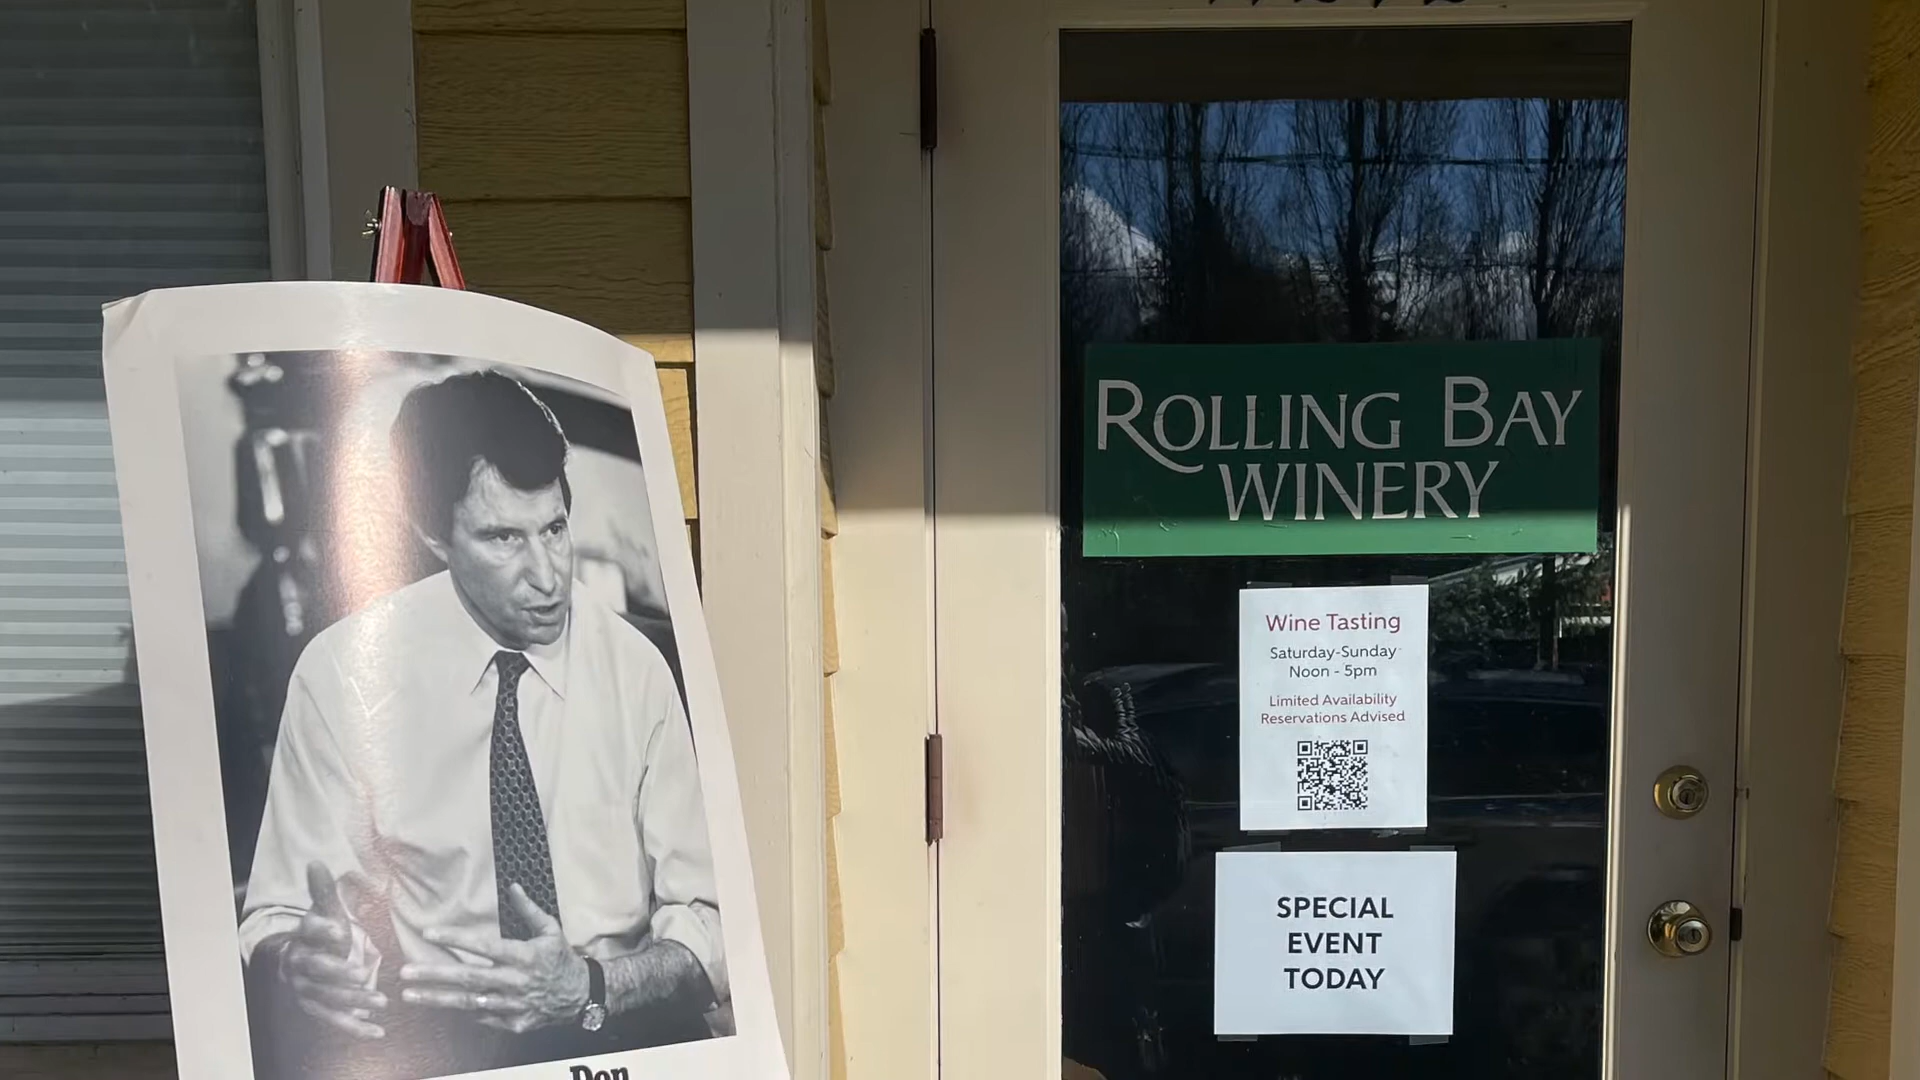 ROLLING BAY
WINERY
Wine Tasting
Saturday-Sunday
Noon - 5pm
Limited Availability
Reservations Advised
SPECIAL
EVENT
TODAY
Don